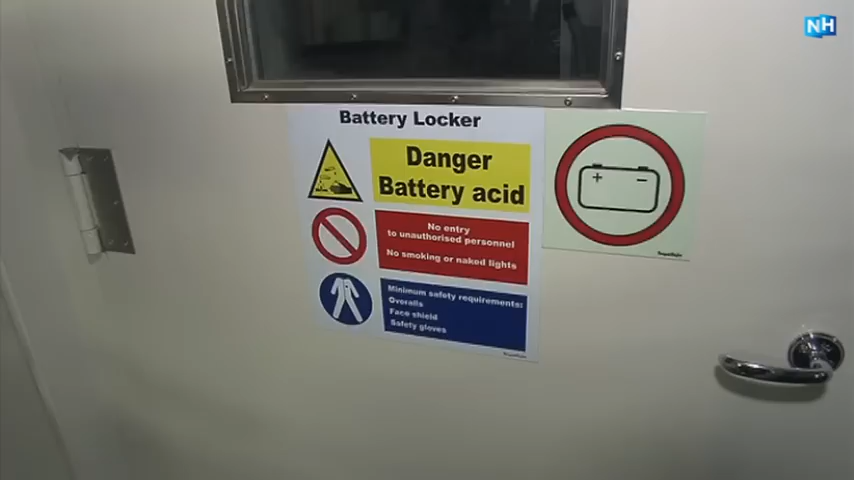 NH
Battery Locker
Danger
Battery acid
No entry
to unauthorised personnel
No smoking or naked lights
Minimum safety requirements:
Overalls
Face shield
Safety gloves
+ -